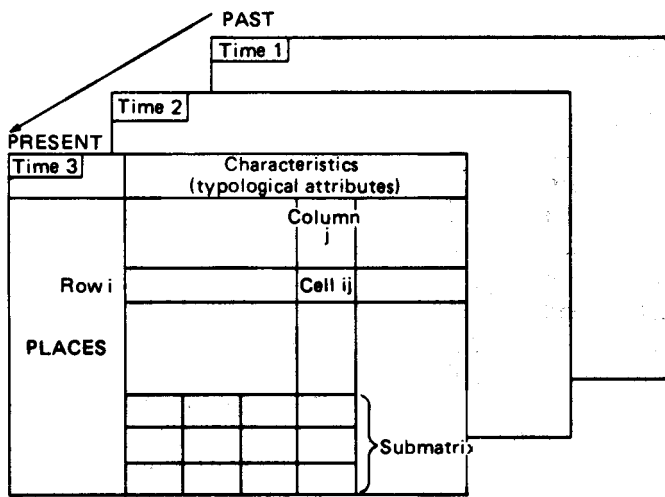 PAST
Time 1
Time 2
PRESENT
Time 3
Characteristics
(typological attributes)
Column
j
Row i
Cell ij
PLACES
Submatrix